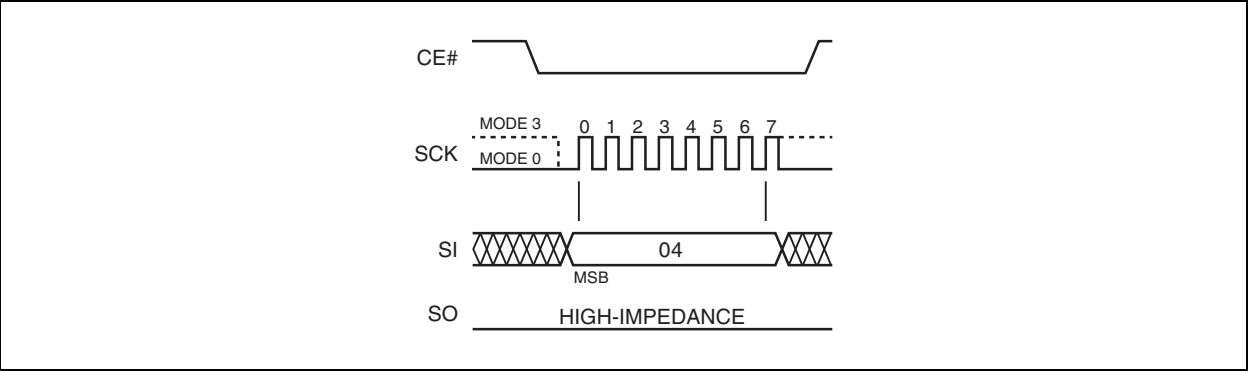 CE#
MODE 3
0 1 2 3 4 5 6 7
SCK
MODE 0
SI
04
MSB
SO
HIGH-IMPEDANCE